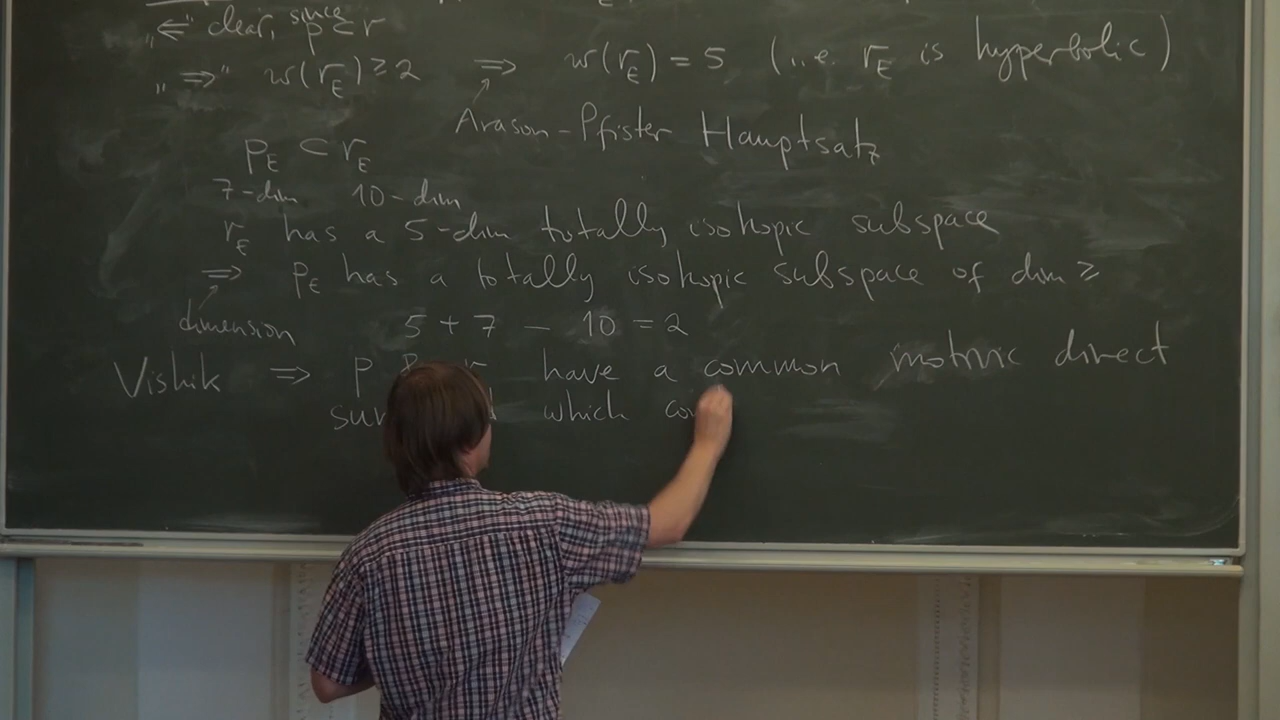 „⇐" clear, since p ⊂ r
„⇒" w(r_E) ≥ 2 ⇒ w(r_E) = 5 (i.e. r_E is hyperbolic)
Arason-Pfister Hauptsatz
p_E ⊂ r_E
7-dim 10-dim
r_E has a 5-dim totally isotropic subspace
⇒ p_E has a totally isotropic subspace of dim ≥
dimension 5 + 7 − 10 = 2
Vishik ⇒ p & r have a common motivic direct
which